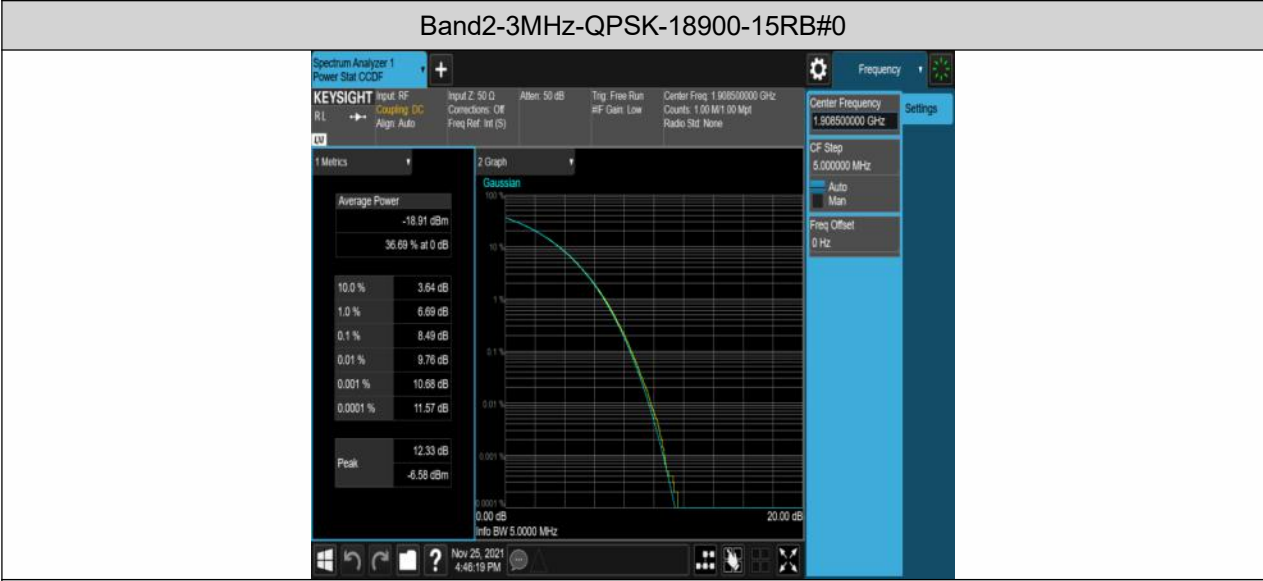 Band2-3MHz-QPSK-18900-15RB#0
Spectrum Analyzer 1
Power Stat CCDF
+
Frequency
KEYSIGHT
RL
LXI
Input: RF
Coupling: DC
Align: Auto
Input Z: 50 Ω
Corrections: Off
Freq Ref: Int (S)
Atten: 50 dB
Trig: Free Run
#IF Gain: Low
Center Freq: 1.908500000 GHz
Counts: 1.00 M/1.00 Mpt
Radio Std: None
Center Frequency
1.908500000 GHz
Settings
CF Step
5.000000 MHz
Auto
Man
Freq Offset
0 Hz
1 Metrics
Average Power
-18.91 dBm
36.69 % at 0 dB
10.0 % 3.64 dB
1.0 % 6.69 dB
0.1 % 8.49 dB
0.01 % 9.76 dB
0.001 % 10.68 dB
0.0001 % 11.57 dB
Peak
12.33 dB
-6.58 dBm
2 Graph
Gaussian
100 %
10 %
1 %
0.1 %
0.01 %
0.001 %
0.0001 %
0.00 dB 20.00 dB
Info BW 5.0000 MHz
? Nov 25, 2021
4:46:19 PM